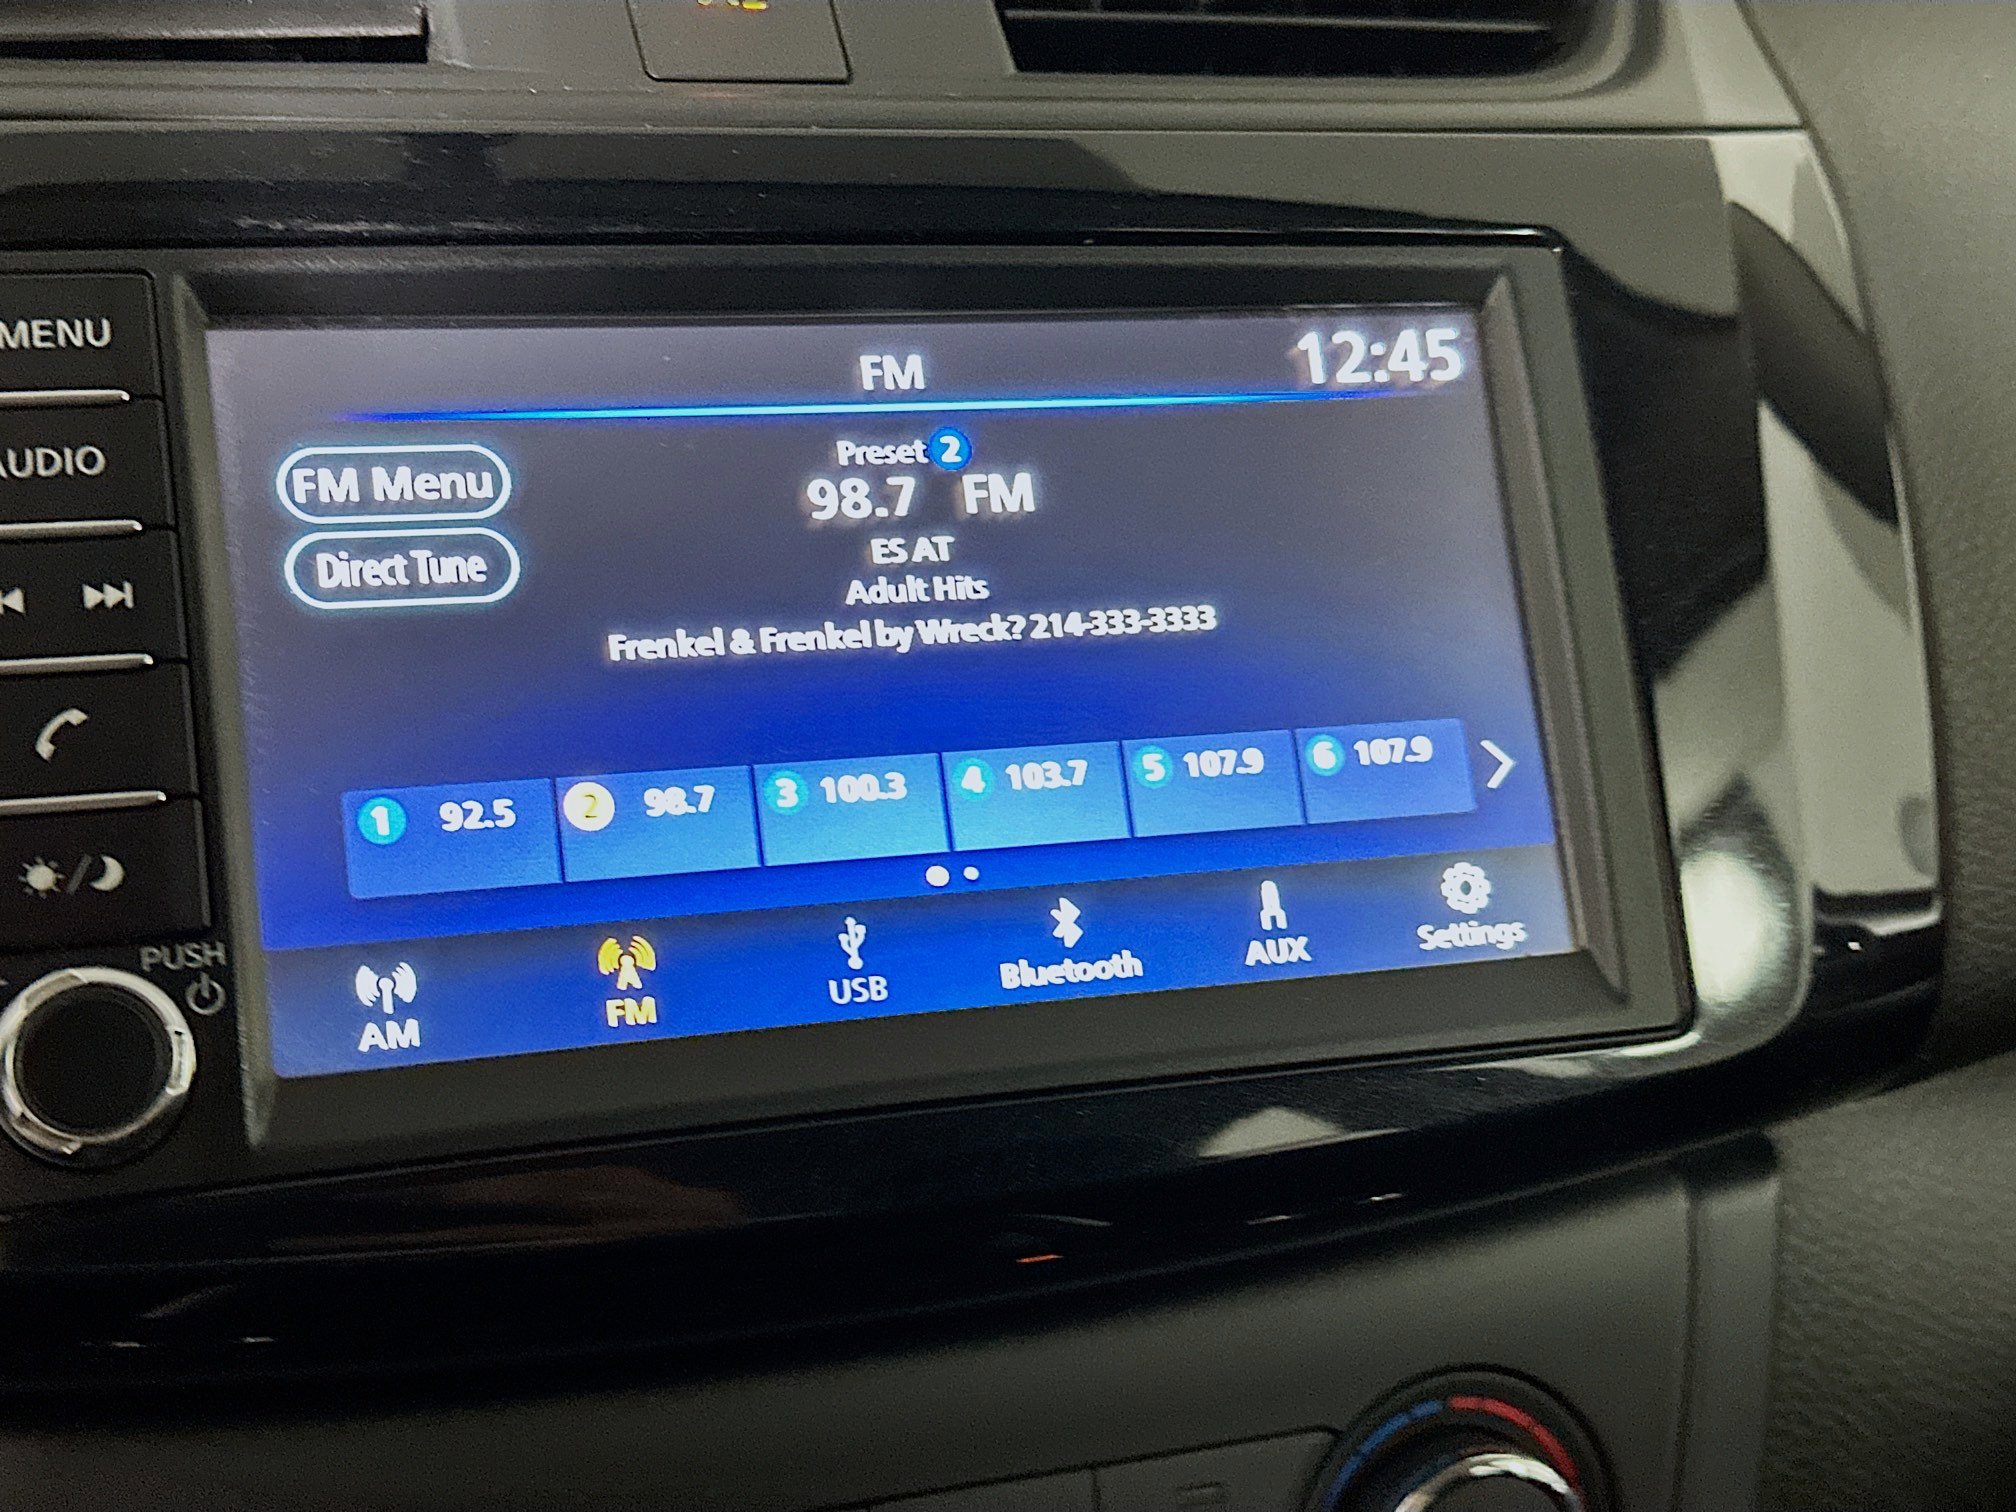 MENU
AUDIO
PUSH
FM
12:45
FM Menu
Direct Tune
Preset 2
98.7 FM
ES AT
Adult Hits
Frenkel & Frenkel by Wreck? 214-333-3333
1 92.5
2 98.7
3 100.3
4 103.7
5 107.9
6 107.9
AM
FM
USB
Bluetooth
AUX
Settings